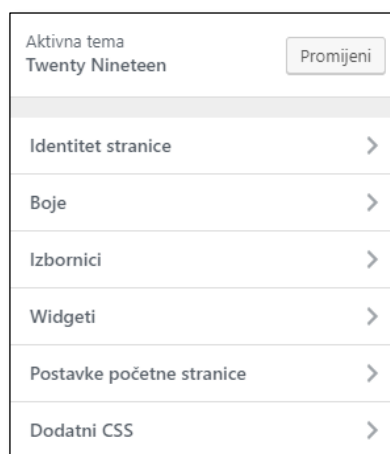 Aktivna tema
Twenty Nineteen
Promijeni
Identitet stranice
Boje
Izbornici
Widgeti
Postavke početne stranice
Dodatni CSS